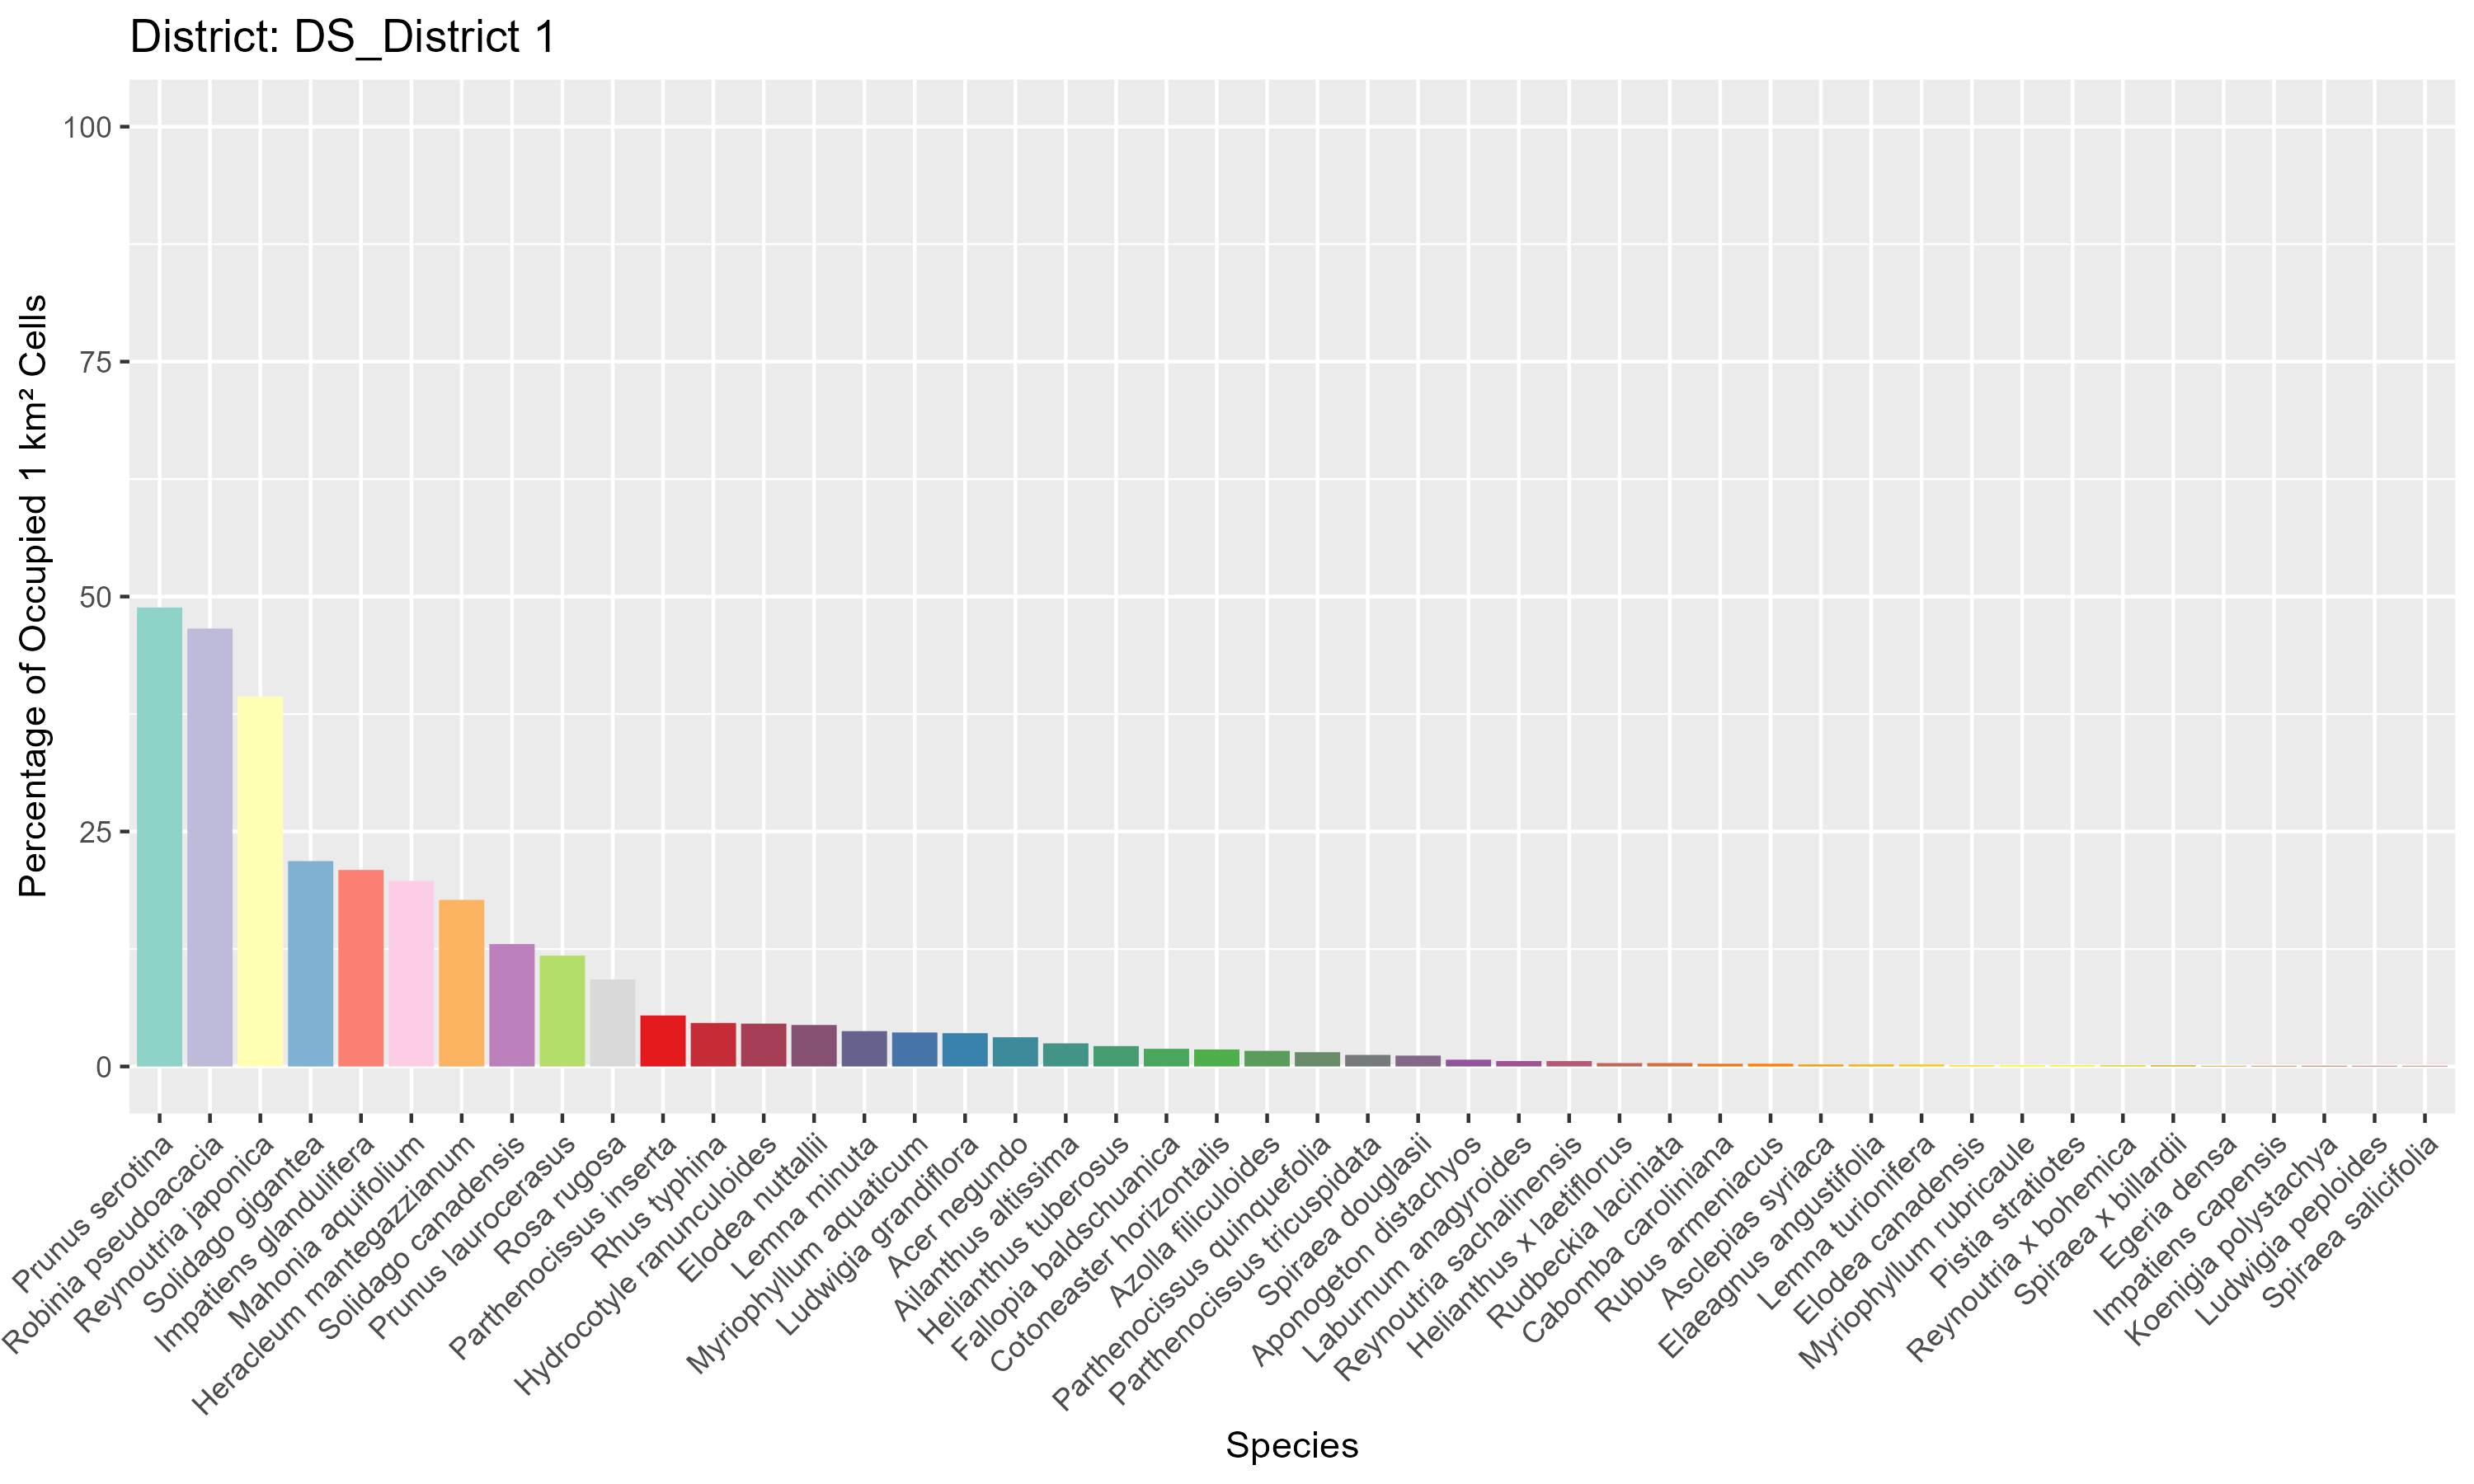 District: DS_District 1
Percentage of Occupied 1 km² Cells
100
75
50
25
0
Prunus serotina
Robinia pseudoacacia
Reynoutria japonica
Solidago gigantea
Impatiens glandulifera
Mahonia aquifolium
Heracleum mantegazzianum
Solidago canadensis
Prunus laurocerasus
Rosa rugosa
Parthenocissus inserta
Rhus typhina
Hydrocotyle ranunculoides
Elodea nuttallii
Lemna minuta
Myriophyllum aquaticum
Ludwigia grandiflora
Acer negundo
Ailanthus altissima
Helianthus tuberosus
Fallopia baldschuanica
Cotoneaster horizontalis
Azolla filiculoides
Parthenocissus quinquefolia
Parthenocissus tricuspidata
Spiraea douglasii
Aponogeton distachyos
Laburnum anagyroides
Reynoutria sachalinensis
Helianthus x laetiflorus
Rudbeckia laciniata
Cabomba caroliniana
Rubus armeniacus
Asclepias syriaca
Elaeagnus angustifolia
Lemna turionifera
Elodea canadensis
Myriophyllum rubricaule
Pistia stratiotes
Reynoutria x bohemica
Spiraea x billardii
Egeria densa
Impatiens capensis
Koenigia polystachya
Ludwigia peploides
Spiraea salicifolia
Species